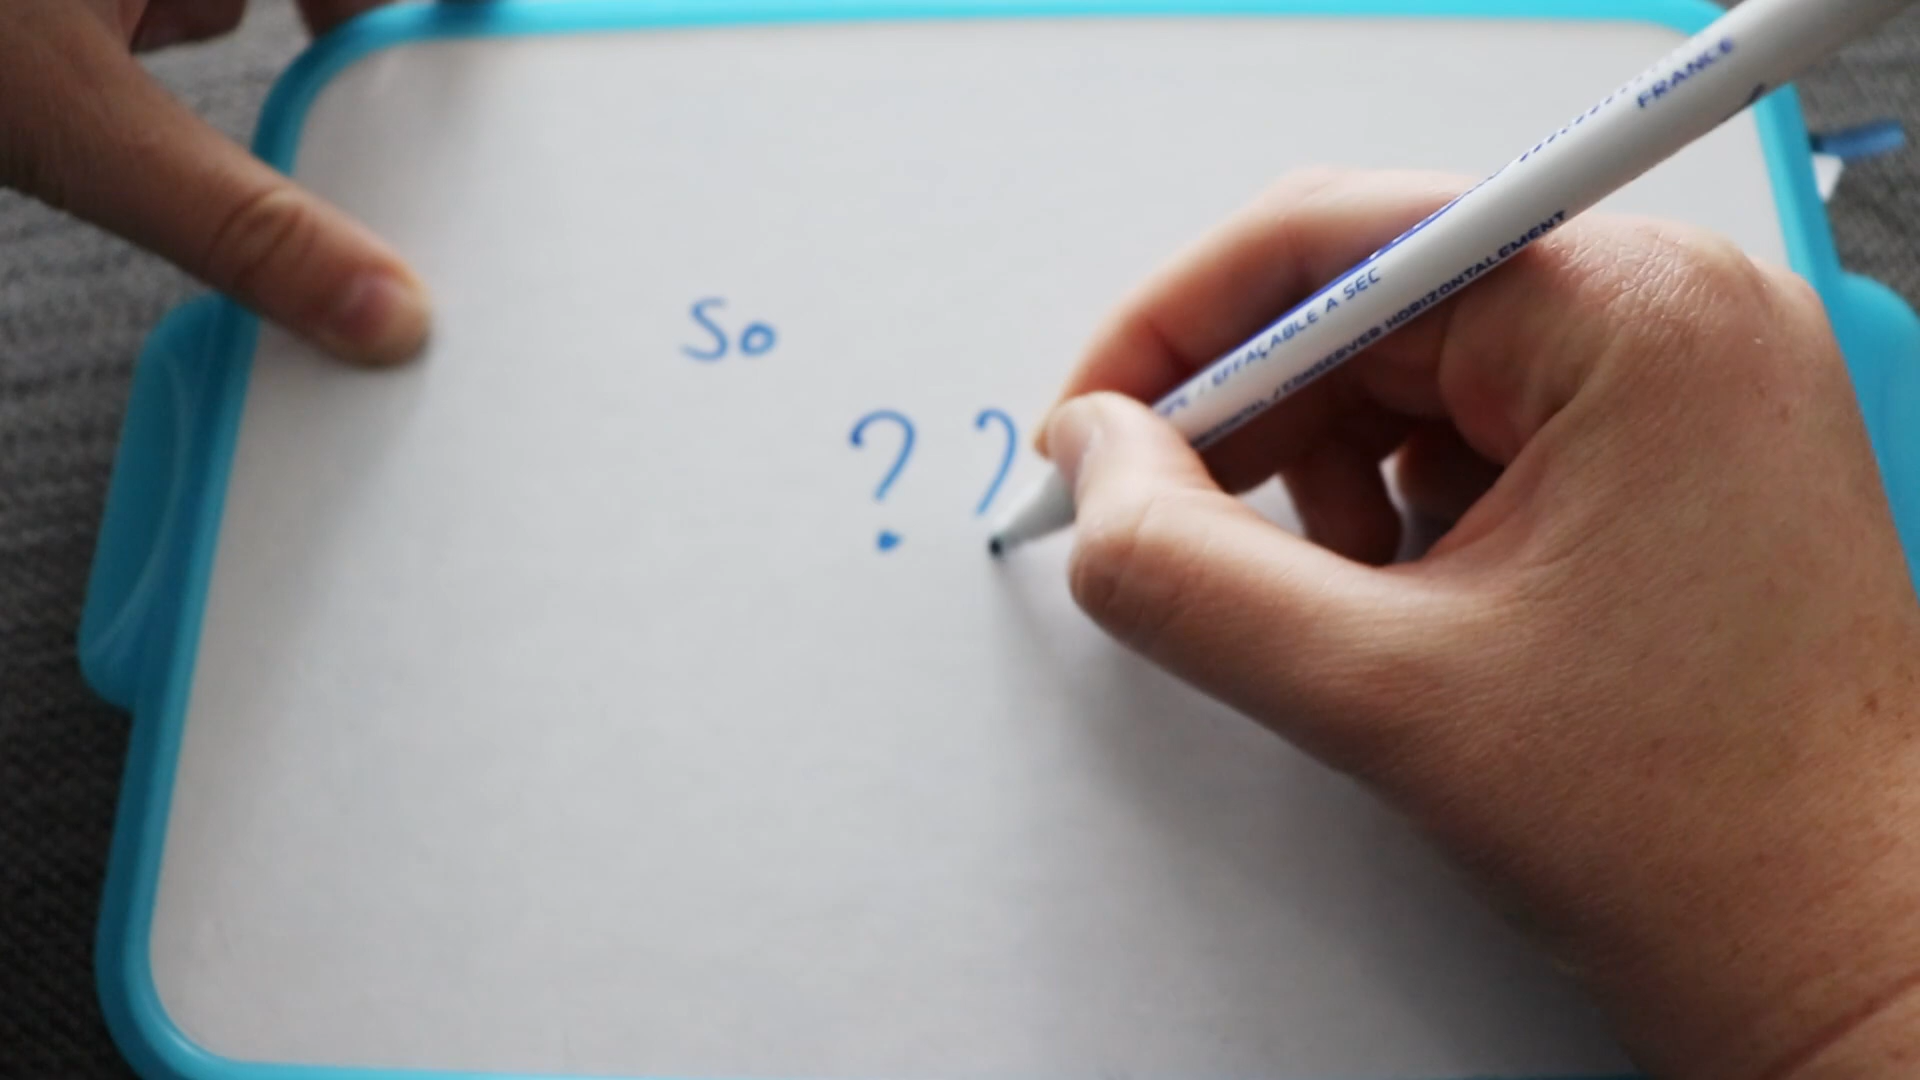 So
? ?
FRANCE
/ EFFAÇABLE A SEC
/ CONSERVER HORIZONTALEMENT